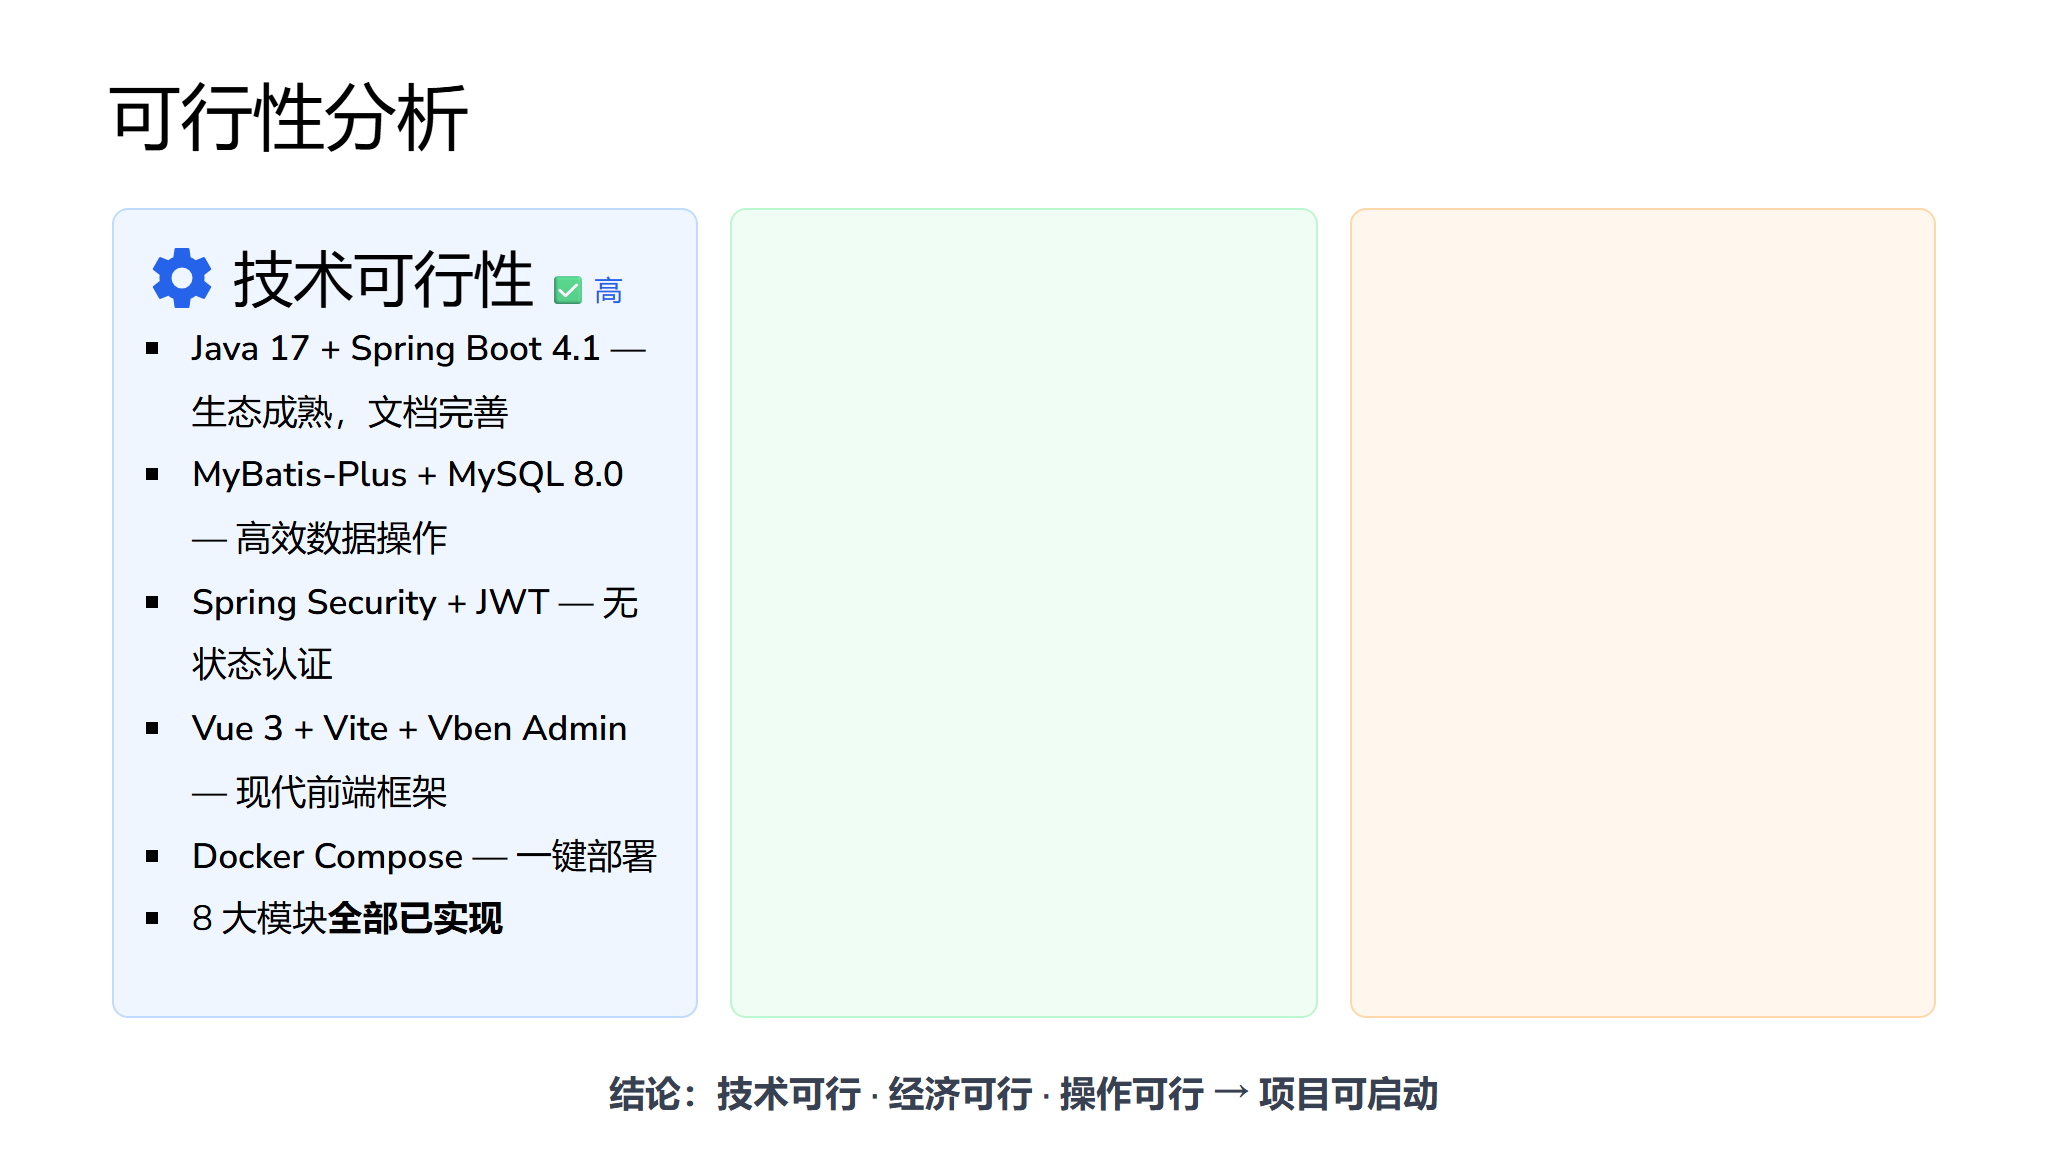 可行性分析
技术可行性 ✅ 高
Java 17 + Spring Boot 4.1 —
生态成熟，文档完善
MyBatis-Plus + MySQL 8.0
— 高效数据操作
Spring Security + JWT — 无
状态认证
Vue 3 + Vite + Vben Admin
— 现代前端框架
Docker Compose — 一键部署
8 大模块全部已实现
结论：技术可行 · 经济可行 · 操作可行 → 项目可启动